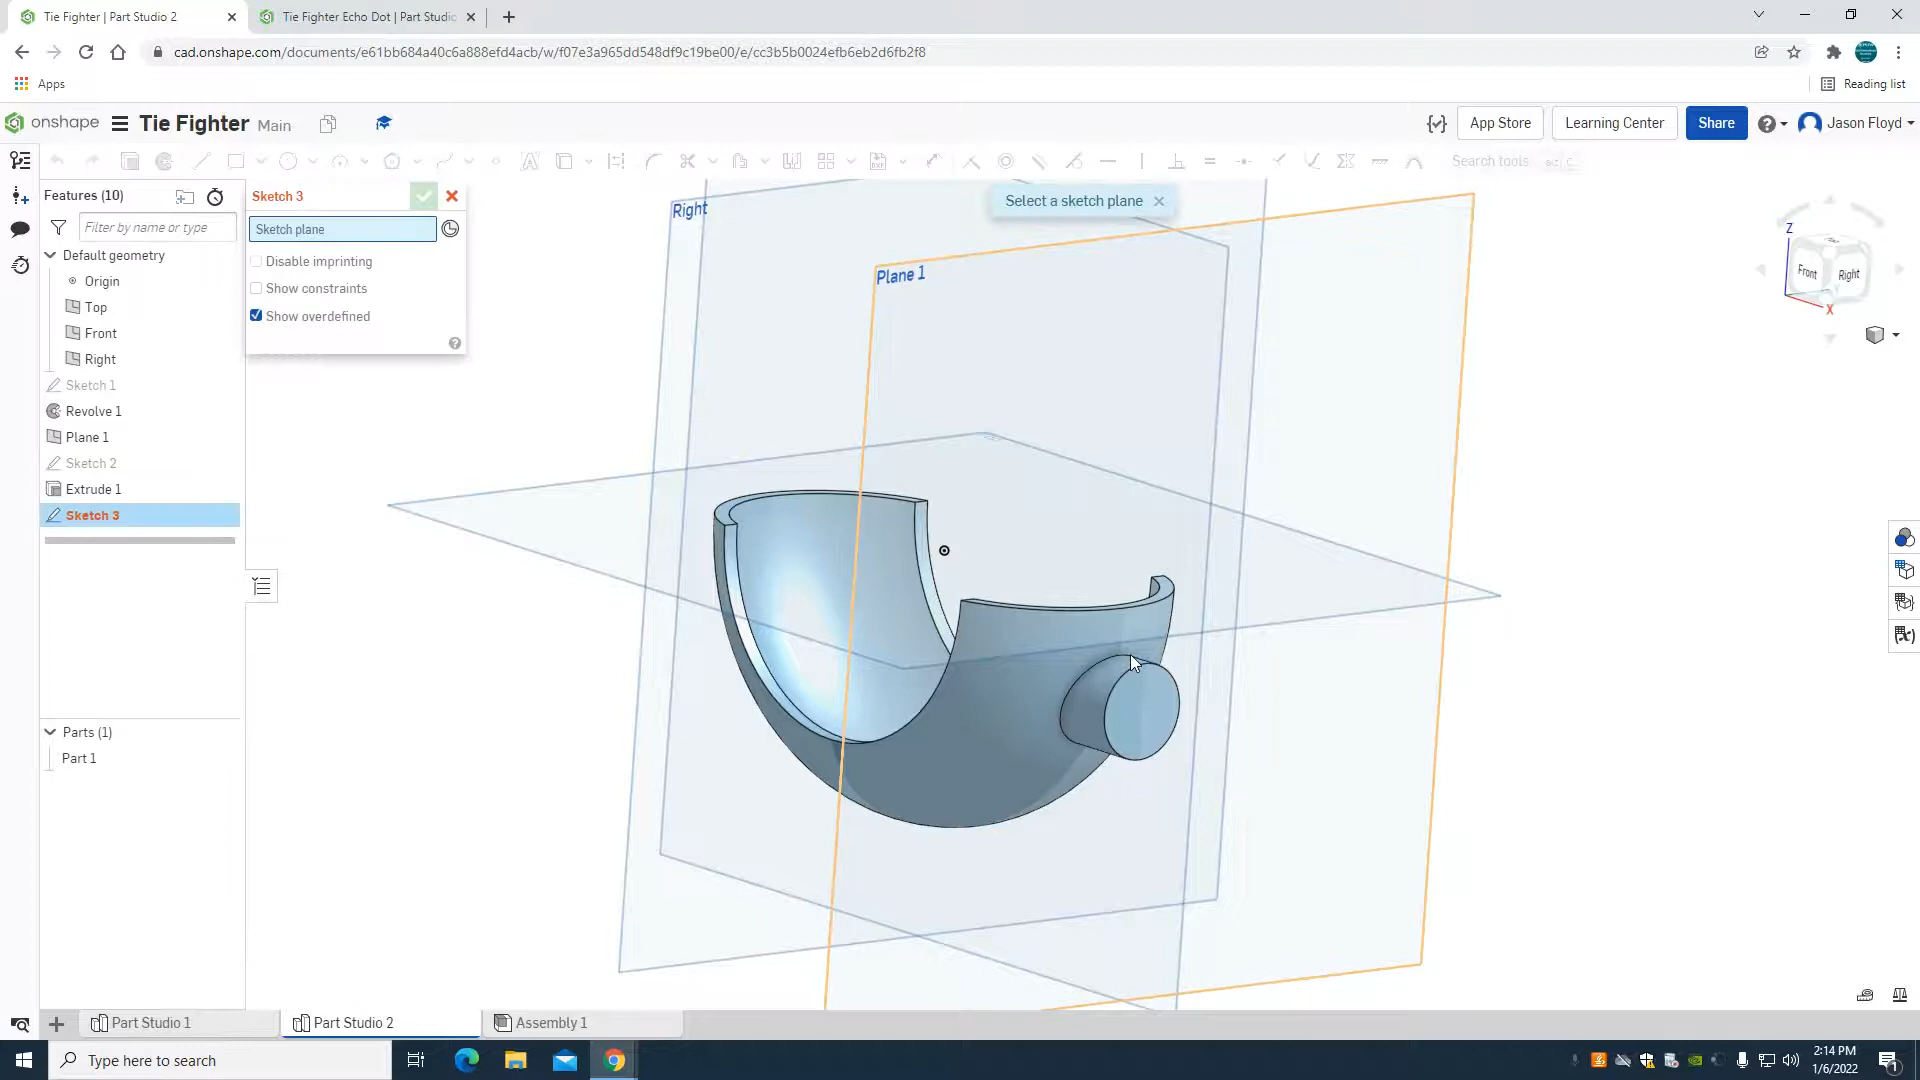 Tie Fighter | Part Studio 2
Tie Fighter Echo Dot | Part Studio
cad.onshape.com/documents/e61bb684a40c6a888efd4acb/w/f07e3a965dd548df9c19be00/e/cc3b5b0024efb6eb2d6fb2f8
Apps
Reading list
onshape
Tie Fighter Main
App Store
Learning Center
Share
Jason Floyd
Search tools
Features (10)
Filter by name or type
Default geometry
Origin
Top
Front
Right
Sketch 1
Revolve 1
Plane 1
Sketch 2
Extrude 1
Sketch 3
Parts (1)
Part 1
Sketch 3
Sketch plane
Disable imprinting
Show constraints
Show overdefined
Select a sketch plane
Right
Plane 1
Z
Front
Right
X
Part Studio 1
Part Studio 2
Assembly 1
Type here to search
2:14 PM
1/6/2022
1